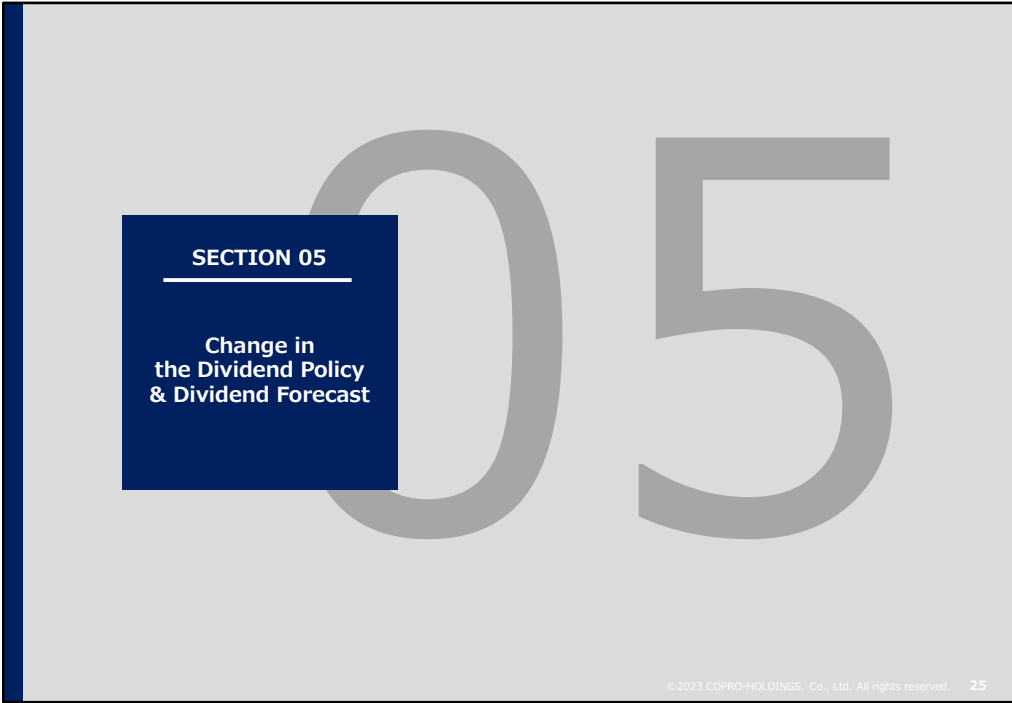 05
SECTION 05
Change in
the Dividend Policy
& Dividend Forecast
©2023 COPRO-HOLDINGS. Co., Ltd. All rights reserved. 25